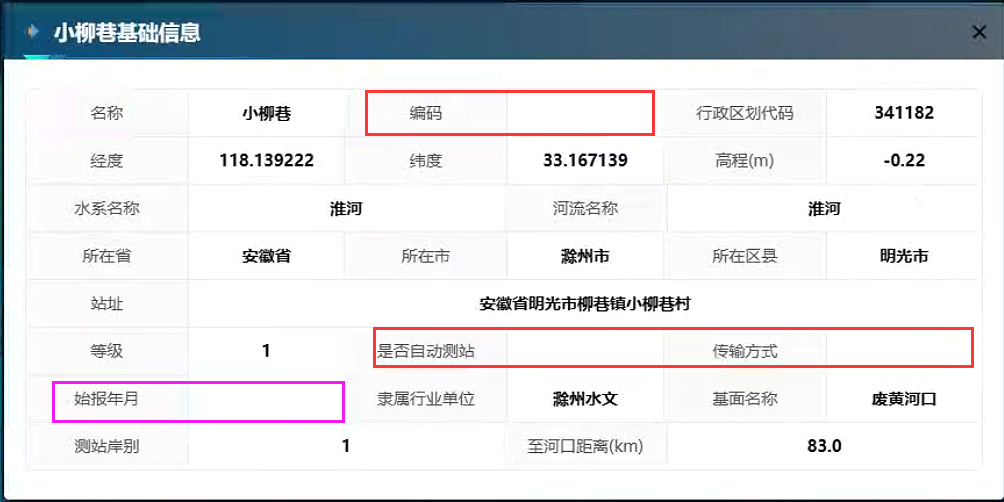 小柳巷基础信息
名称 小柳巷 编码 行政区划代码 341182
经度 118.139222 纬度 33.167139 高程(m) -0.22
水系名称 淮河 河流名称 淮河
所在省 安徽省 所在市 滁州市 所在区县 明光市
站址 安徽省明光市柳巷镇小柳巷村
等级 1 是否自动测站 传输方式
始报年月 隶属行业单位 滁州水文 基面名称 废黄河口
测站岸别 1 至河口距离(km) 83.0